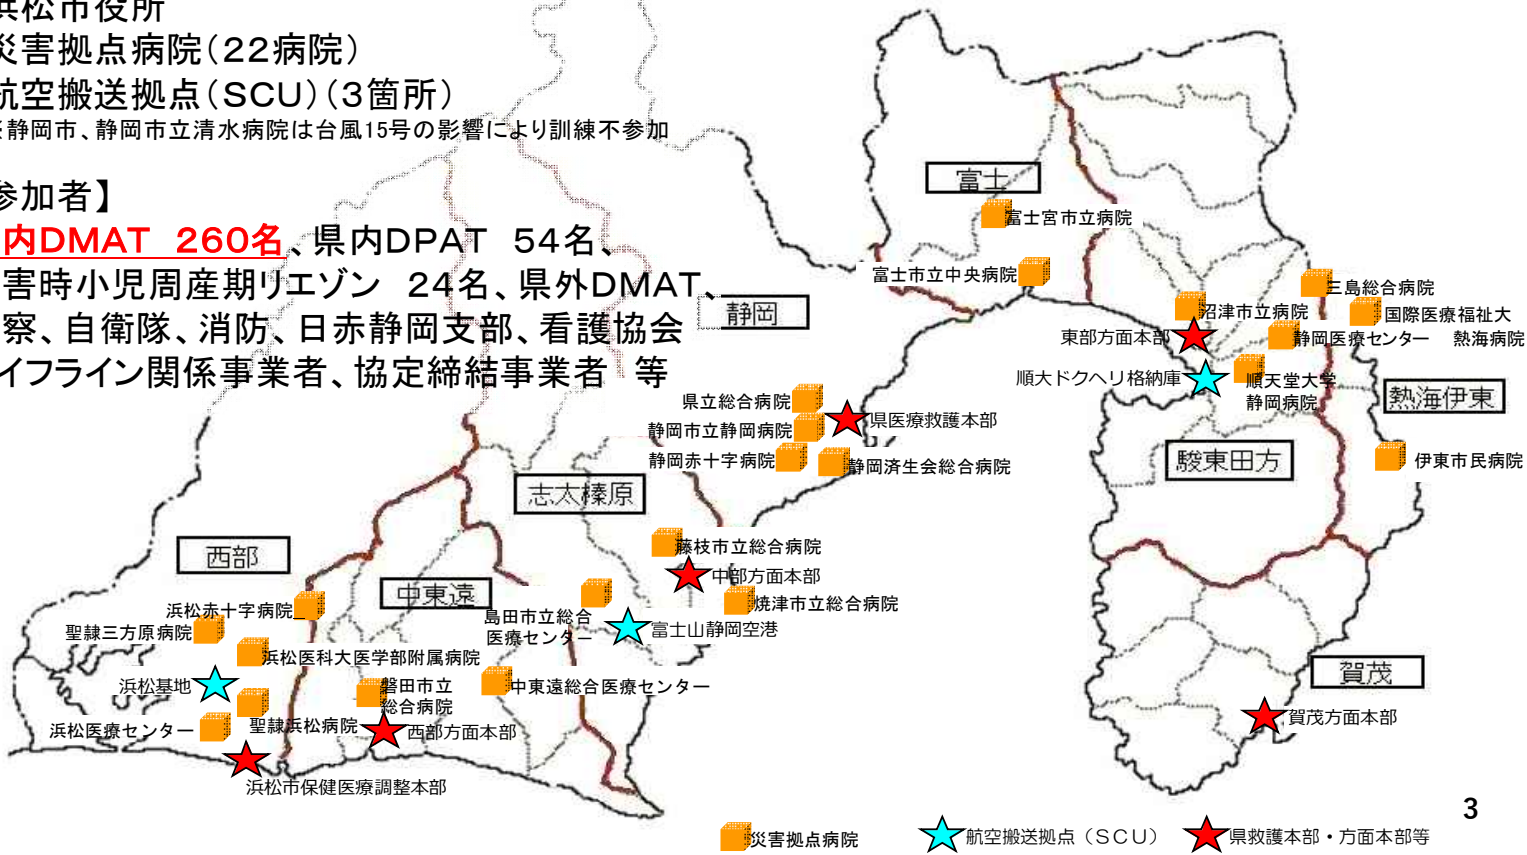 浜松市役所
災害拠点病院（22病院）
航空搬送拠点（SCU）（3箇所）
※静岡市、静岡市立清水病院は台風15号の影響により訓練不参加
参加者】
内DMAT　260名、県内DPAT　54名、
害時小児周産期リエゾン　24名、県外DMAT、
察、自衛隊、消防、日赤静岡支部、看護協会
イフライン関係事業者、協定締結事業者　等
富士
富士宮市立病院
富士市立中央病院
静岡
三島総合病院
沼津市立病院
国際医療福祉大
熱海病院
東部方面本部
静岡医療センター
順大ドクヘリ格納庫
順天堂大学
静岡病院
熱海伊東
県立総合病院
県医療救護本部
静岡市立静岡病院
静岡赤十字病院
静岡済生会総合病院
駿東田方
伊東市民病院
志太榛原
藤枝市立総合病院
中部方面本部
西部
中東遠
焼津市立総合病院
浜松赤十字病院
島田市立総合
医療センター
富士山静岡空港
聖隷三方原病院
浜松医科大医学部附属病院
浜松基地
磐田市立
総合病院
中東遠総合医療センター
賀茂
浜松医療センター
聖隷浜松病院
西部方面本部
賀茂方面本部
浜松市保健医療調整本部
3
災害拠点病院
航空搬送拠点（SCU）
県救護本部・方面本部等